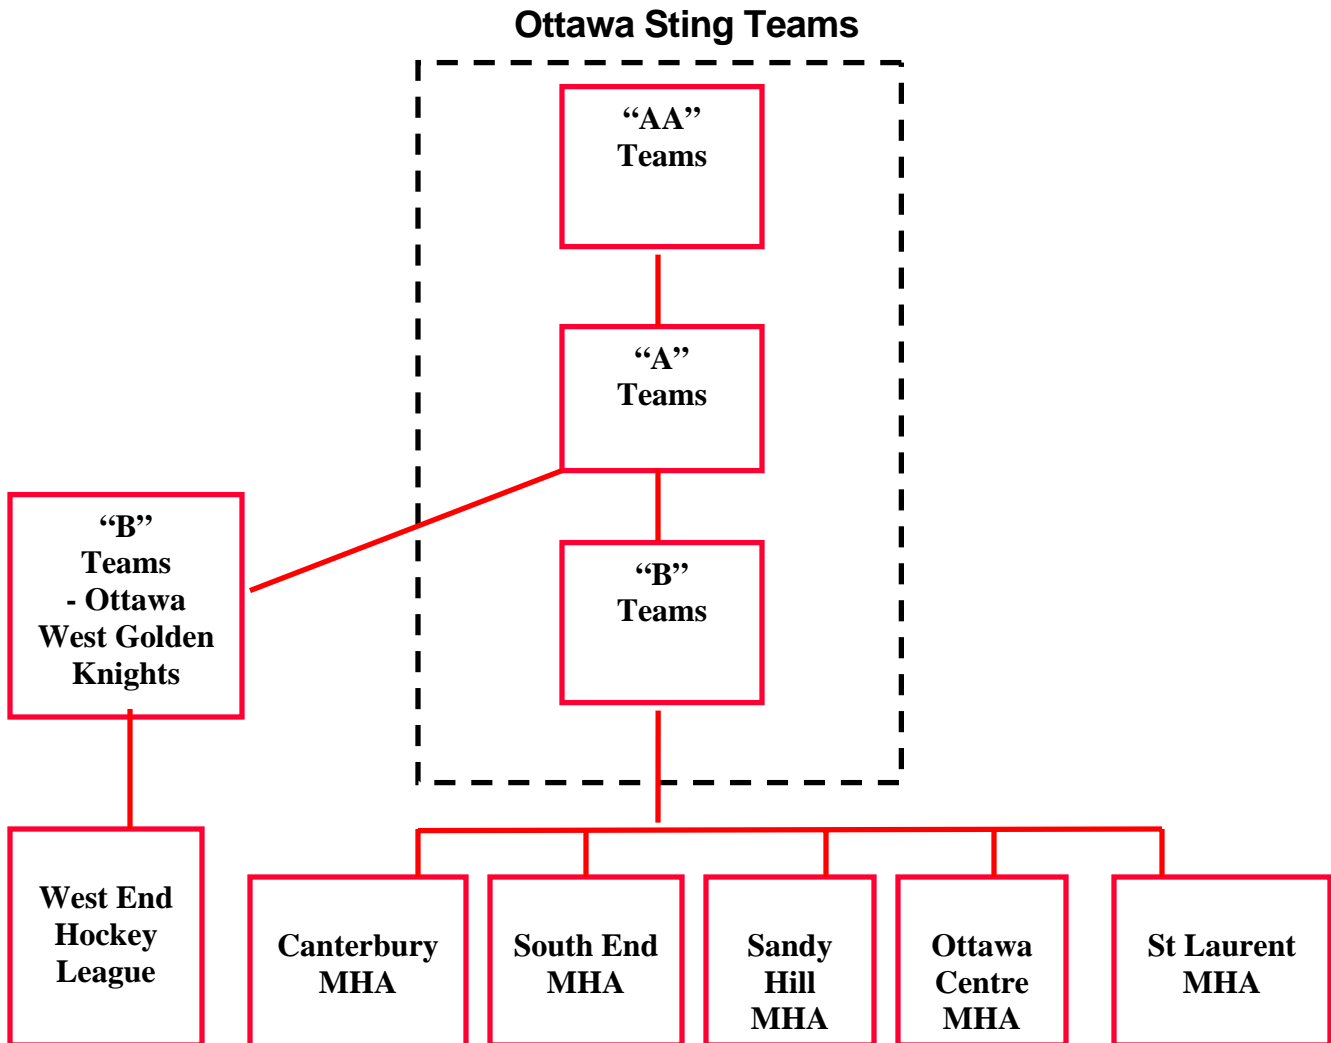 Ottawa Sting Teams
“AA”
Teams
“A”
Teams
“B”
Teams
- Ottawa
West Golden
Knights
“B”
Teams
West End
Hockey
League
Canterbury
MHA
South End
MHA
Sandy
Hill
MHA
Ottawa
Centre
MHA
St Laurent
MHA